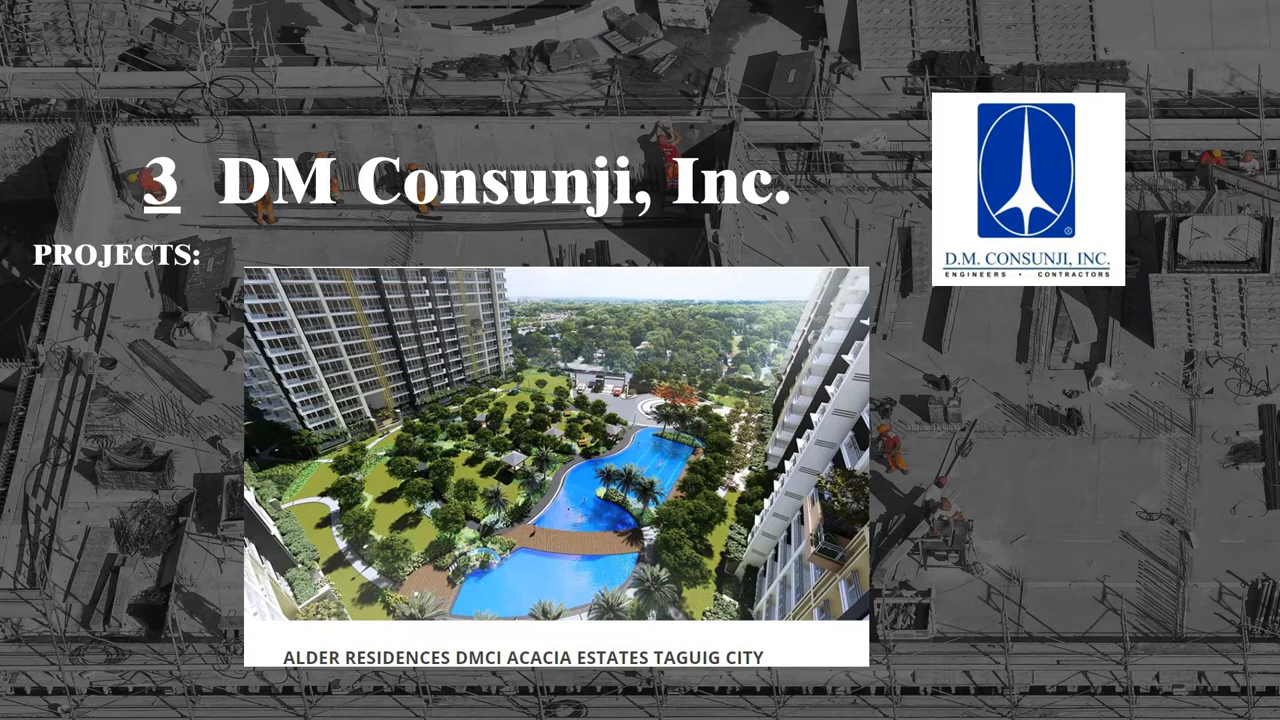 3 DM Consunji, Inc.
PROJECTS:
D.M. CONSUNJI, INC.
ENGINEERS • CONTRACTORS
®
ALDER RESIDENCES DMCI ACACIA ESTATES TAGUIG CITY